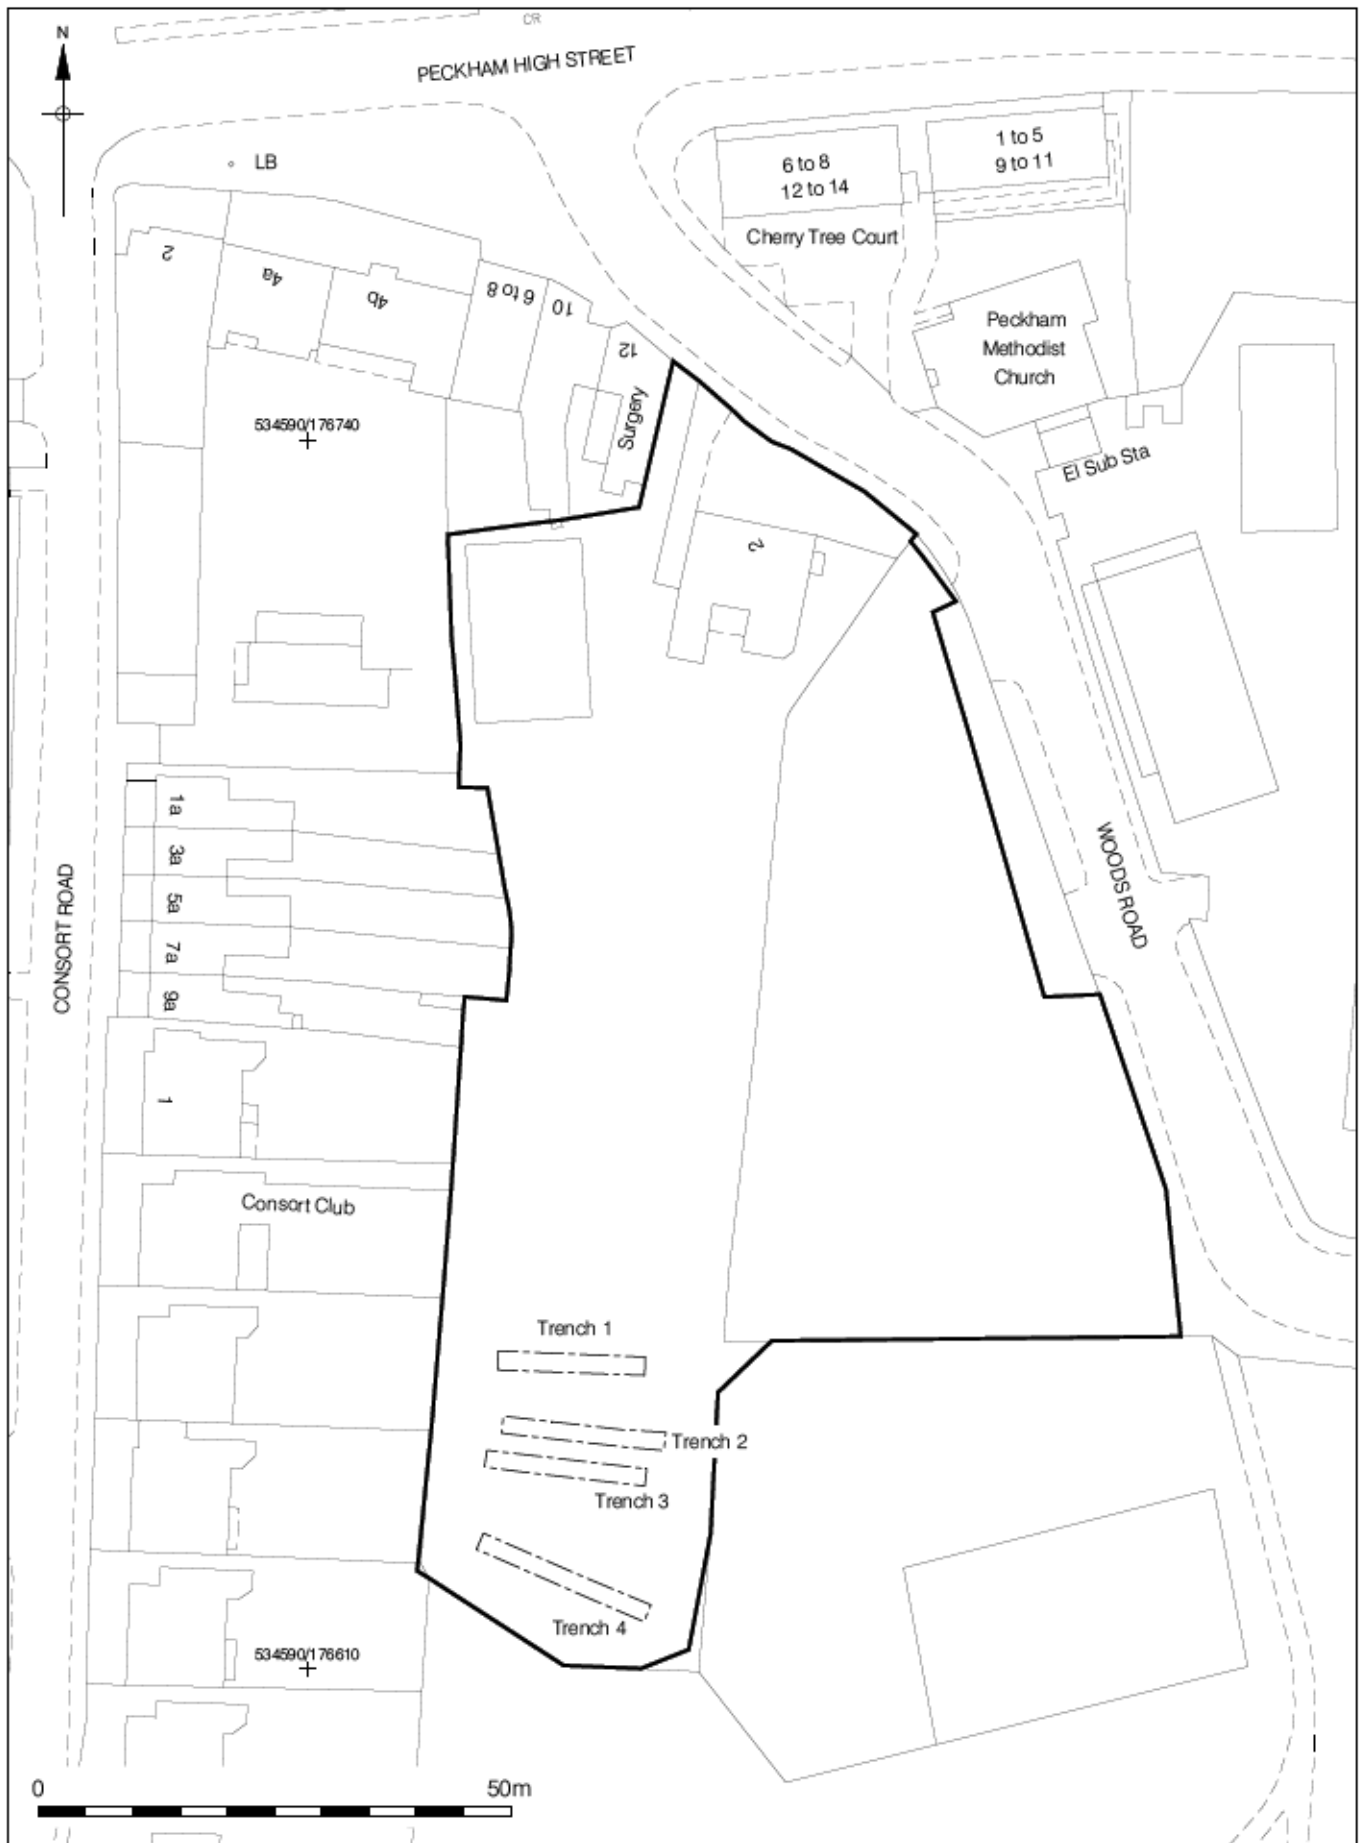 CR
N
PECKHAM HIGH STREET
LB
1 to 5
9 to 11
6 to 8
12 to 14
Cherry Tree Court
2
4a
4b
6 to 8
10
12
Surgery
Peckham
Methodist
Church
534590/176740
El Sub Sta
2
1a
3a
5a
7a
9a
CONSORT ROAD
WOODS ROAD
1
Consort Club
Trench 1
Trench 2
Trench 3
Trench 4
534590/176610
0
50m